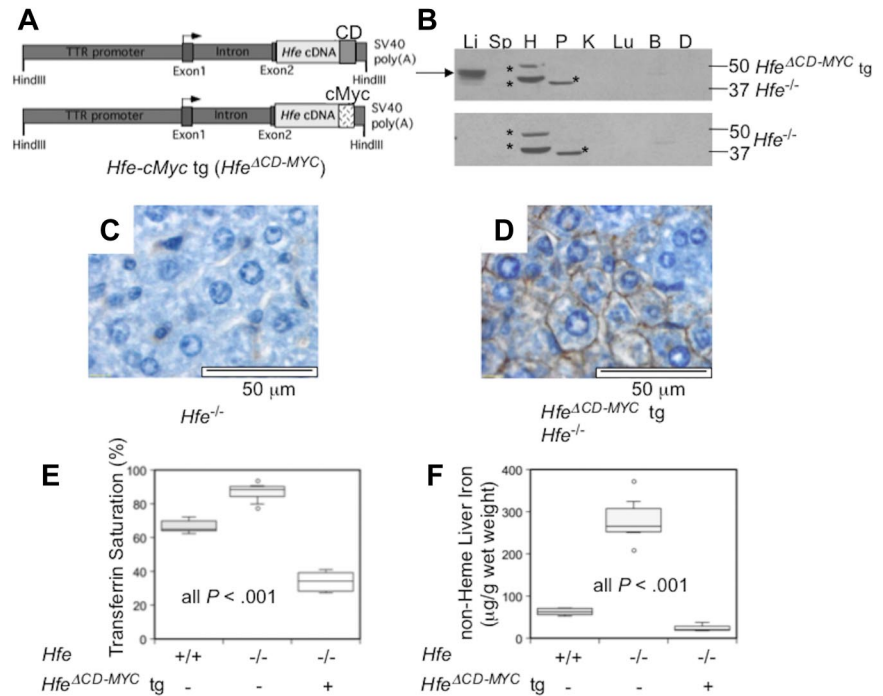 A
CD
TTR promoter Intron Hfe cDNA SV40 poly(A)
HindIII Exon1 Exon2 HindIII
cMyc
TTR promoter Intron Hfe cDNA SV40 poly(A)
HindIII Exon1 Exon2 HindIII
Hfe-cMyc tg (Hfe^ΔCD-MYC)
B
Li Sp H P K Lu B D
* * *
50 Hfe^ΔCD-MYC tg
37 Hfe^-/-
* * *
50
37 Hfe^-/-
C
50 µm
Hfe^-/-
D
50 µm
Hfe^ΔCD-MYC tg
Hfe^-/-
E
Transferrin Saturation (%)
100
80
60
40
20
0
all P < .001
Hfe +/+ -/- -/-
Hfe^ΔCD-MYC tg - - +
F
non-Heme Liver Iron
(µg/g wet weight)
400
300
200
100
0
all P < .001
Hfe +/+ -/- -/-
Hfe^ΔCD-MYC tg - - +